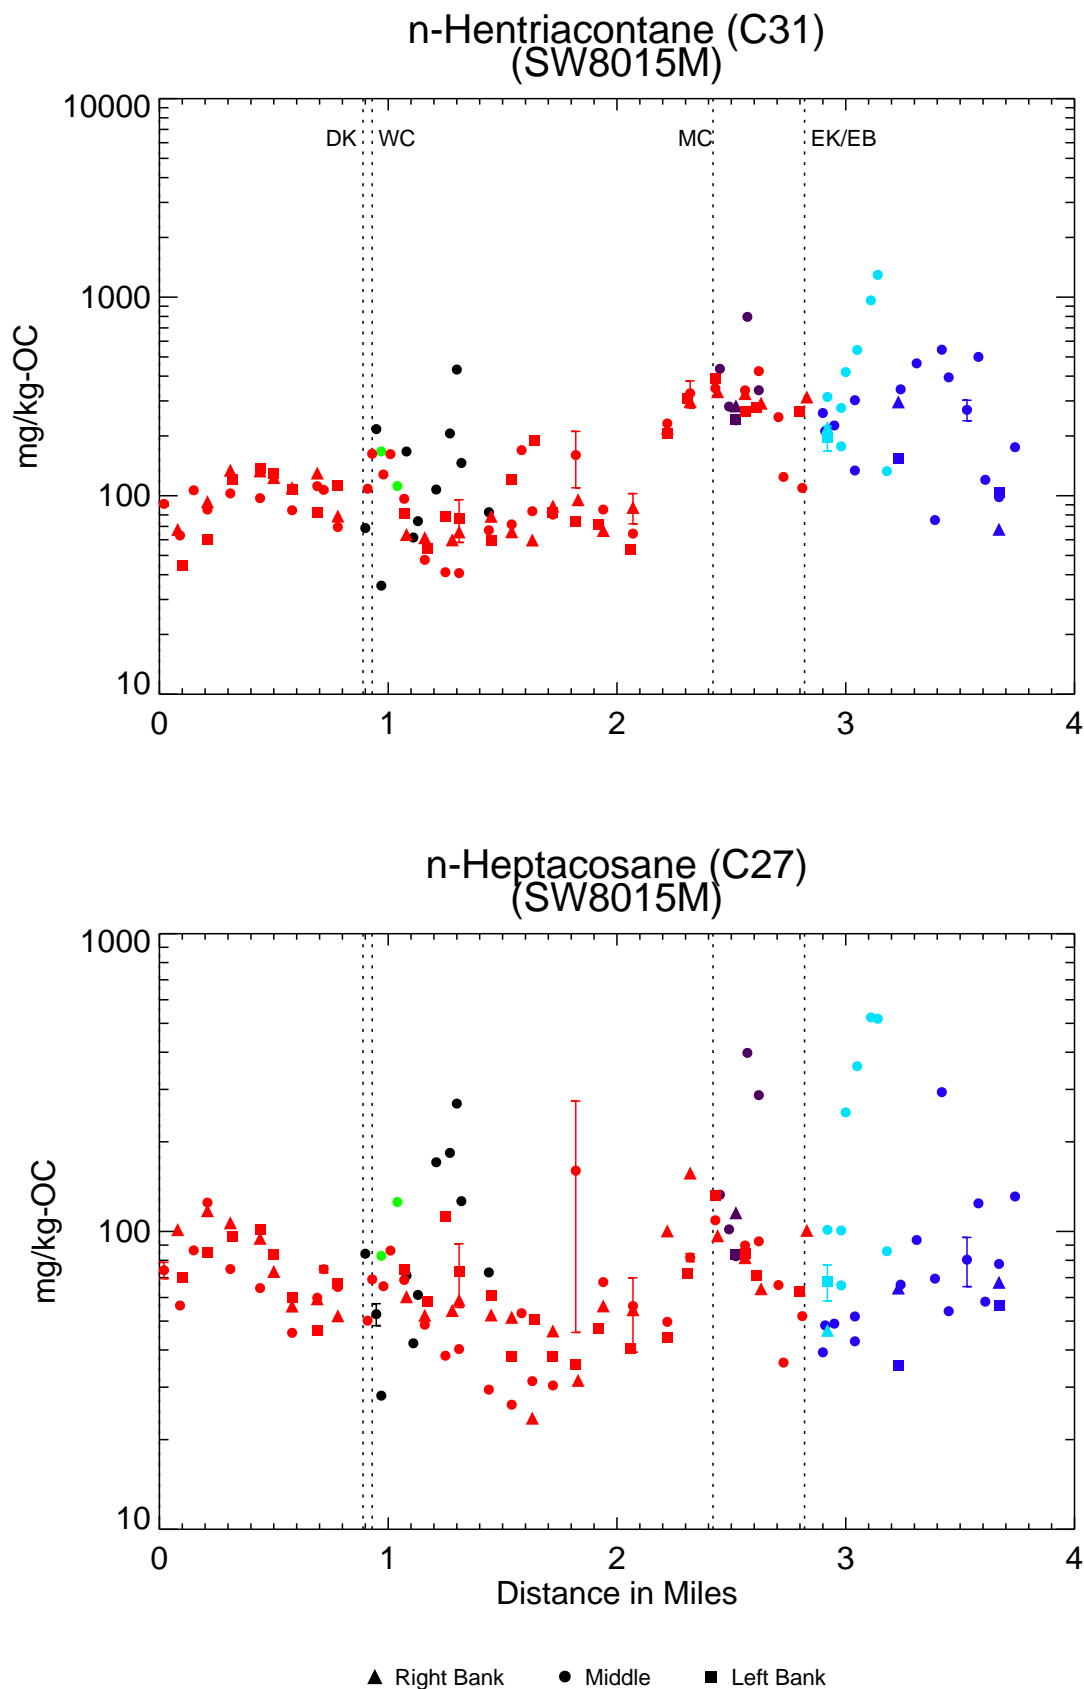 n-Hentriacontane (C31)
(SW8015M)
10000
DK WC MC EK/EB
1000
mg/kg-OC
100
10
0 1 2 3 4
n-Heptacosane (C27)
(SW8015M)
1000
mg/kg-OC
100
10
0 1 2 3 4
Distance in Miles
Right Bank Middle Left Bank